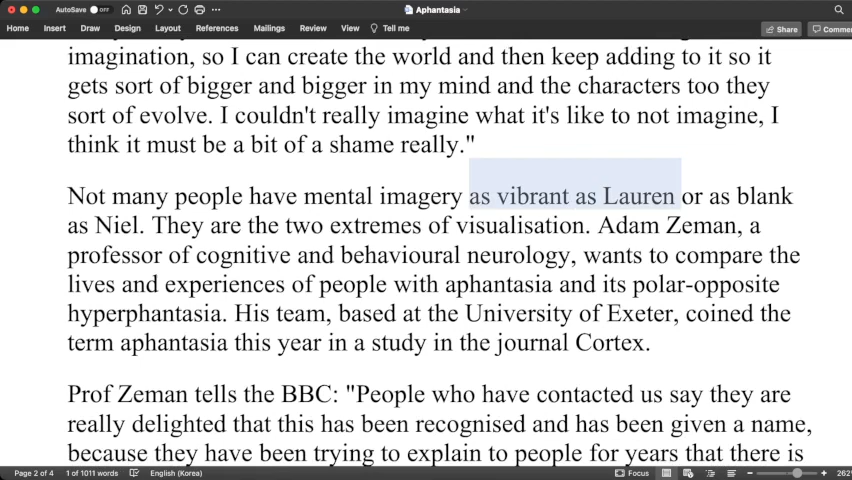 AutoSave OFF Aphantasia
Home Insert Draw Design Layout References Mailings Review View Tell me Share
imagination, so I can create the world and then keep adding to it so it
gets sort of bigger and bigger in my mind and the characters too they
sort of evolve. I couldn't really imagine what it's like to not imagine, I
think it must be a bit of a shame really."
Not many people have mental imagery as vibrant as Lauren or as blank
as Niel. They are the two extremes of visualisation. Adam Zeman, a
professor of cognitive and behavioural neurology, wants to compare the
lives and experiences of people with aphantasia and its polar-opposite
hyperphantasia. His team, based at the University of Exeter, coined the
term aphantasia this year in a study in the journal Cortex.
Prof Zeman tells the BBC: "People who have contacted us say they are
really delighted that this has been recognised and has been given a name,
because they have been trying to explain to people for years that there is
Page 2 of 4 1 of 1011 words English (Korea) Focus